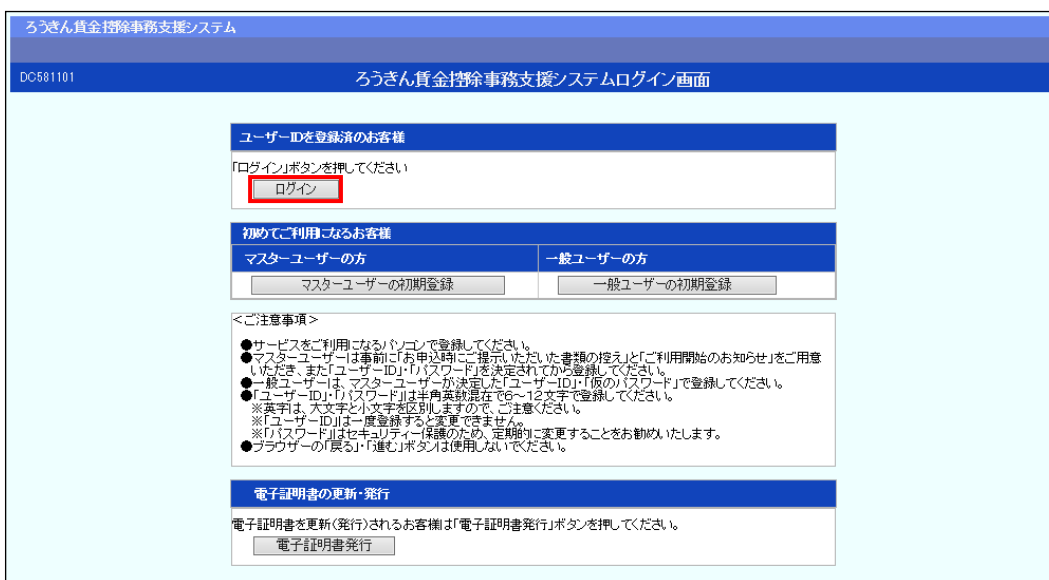 ろうきん賃金控除事務支援システム
DC581101
ろうきん賃金控除事務支援システムログイン画面
ユーザーIDを登録済のお客様
「ログイン」ボタンを押してください
ログイン
初めてご利用になるお客様
マスターユーザーの方 一般ユーザーの方
マスターユーザーの初期登録 一般ユーザーの初期登録
<ご注意事項>
●サービスをご利用になるパソコンで登録してください。
●マスターユーザーは事前に「お申込時にご提示いただいた書類の控え」と「ご利用開始のお知らせ」をご用意
いただき、また「ユーザーID」・「パスワード」を決定されてから登録してください。
●一般ユーザーは、マスターユーザーが決定した「ユーザーID」・「仮のパスワード」で登録してください。
●「ユーザーID」・「パスワード」は半角英数混在で6～12文字で登録してください。
※英字は、大文字と小文字を区別しますので、ご注意ください。
※「ユーザーID」は一度登録すると変更できません。
※「パスワード」はセキュリティー保護のため、定期的に変更することをお勧めいたします。
●ブラウザーの「戻る」・「進む」ボタンは使用しないでください。
電子証明書の更新・発行
電子証明書を更新(発行)されるお客様は「電子証明書発行」ボタンを押してください。
電子証明書発行